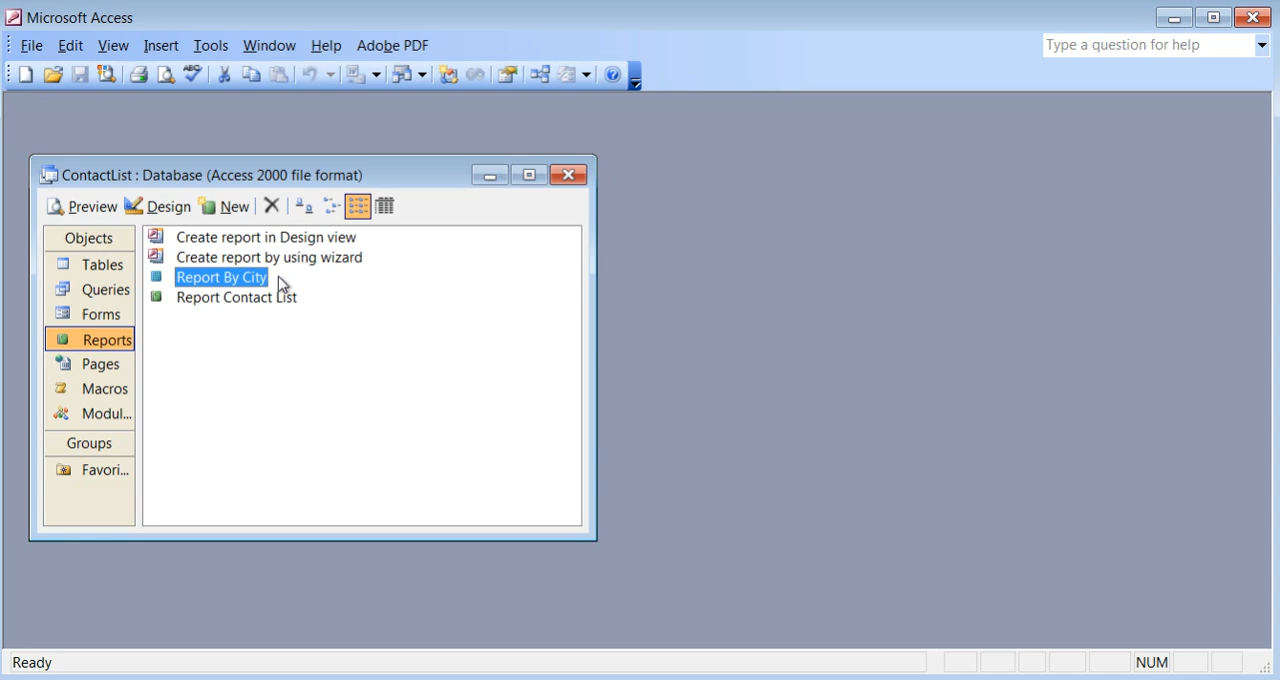 Microsoft Access
File Edit View Insert Tools Window Help Adobe PDF
Type a question for help
ContactList : Database (Access 2000 file format)
Preview Design New
Objects
Tables
Queries
Forms
Reports
Pages
Macros
Modul...
Groups
Favori...
Create report in Design view
Create report by using wizard
Report By City
Report Contact List
Ready
NUM